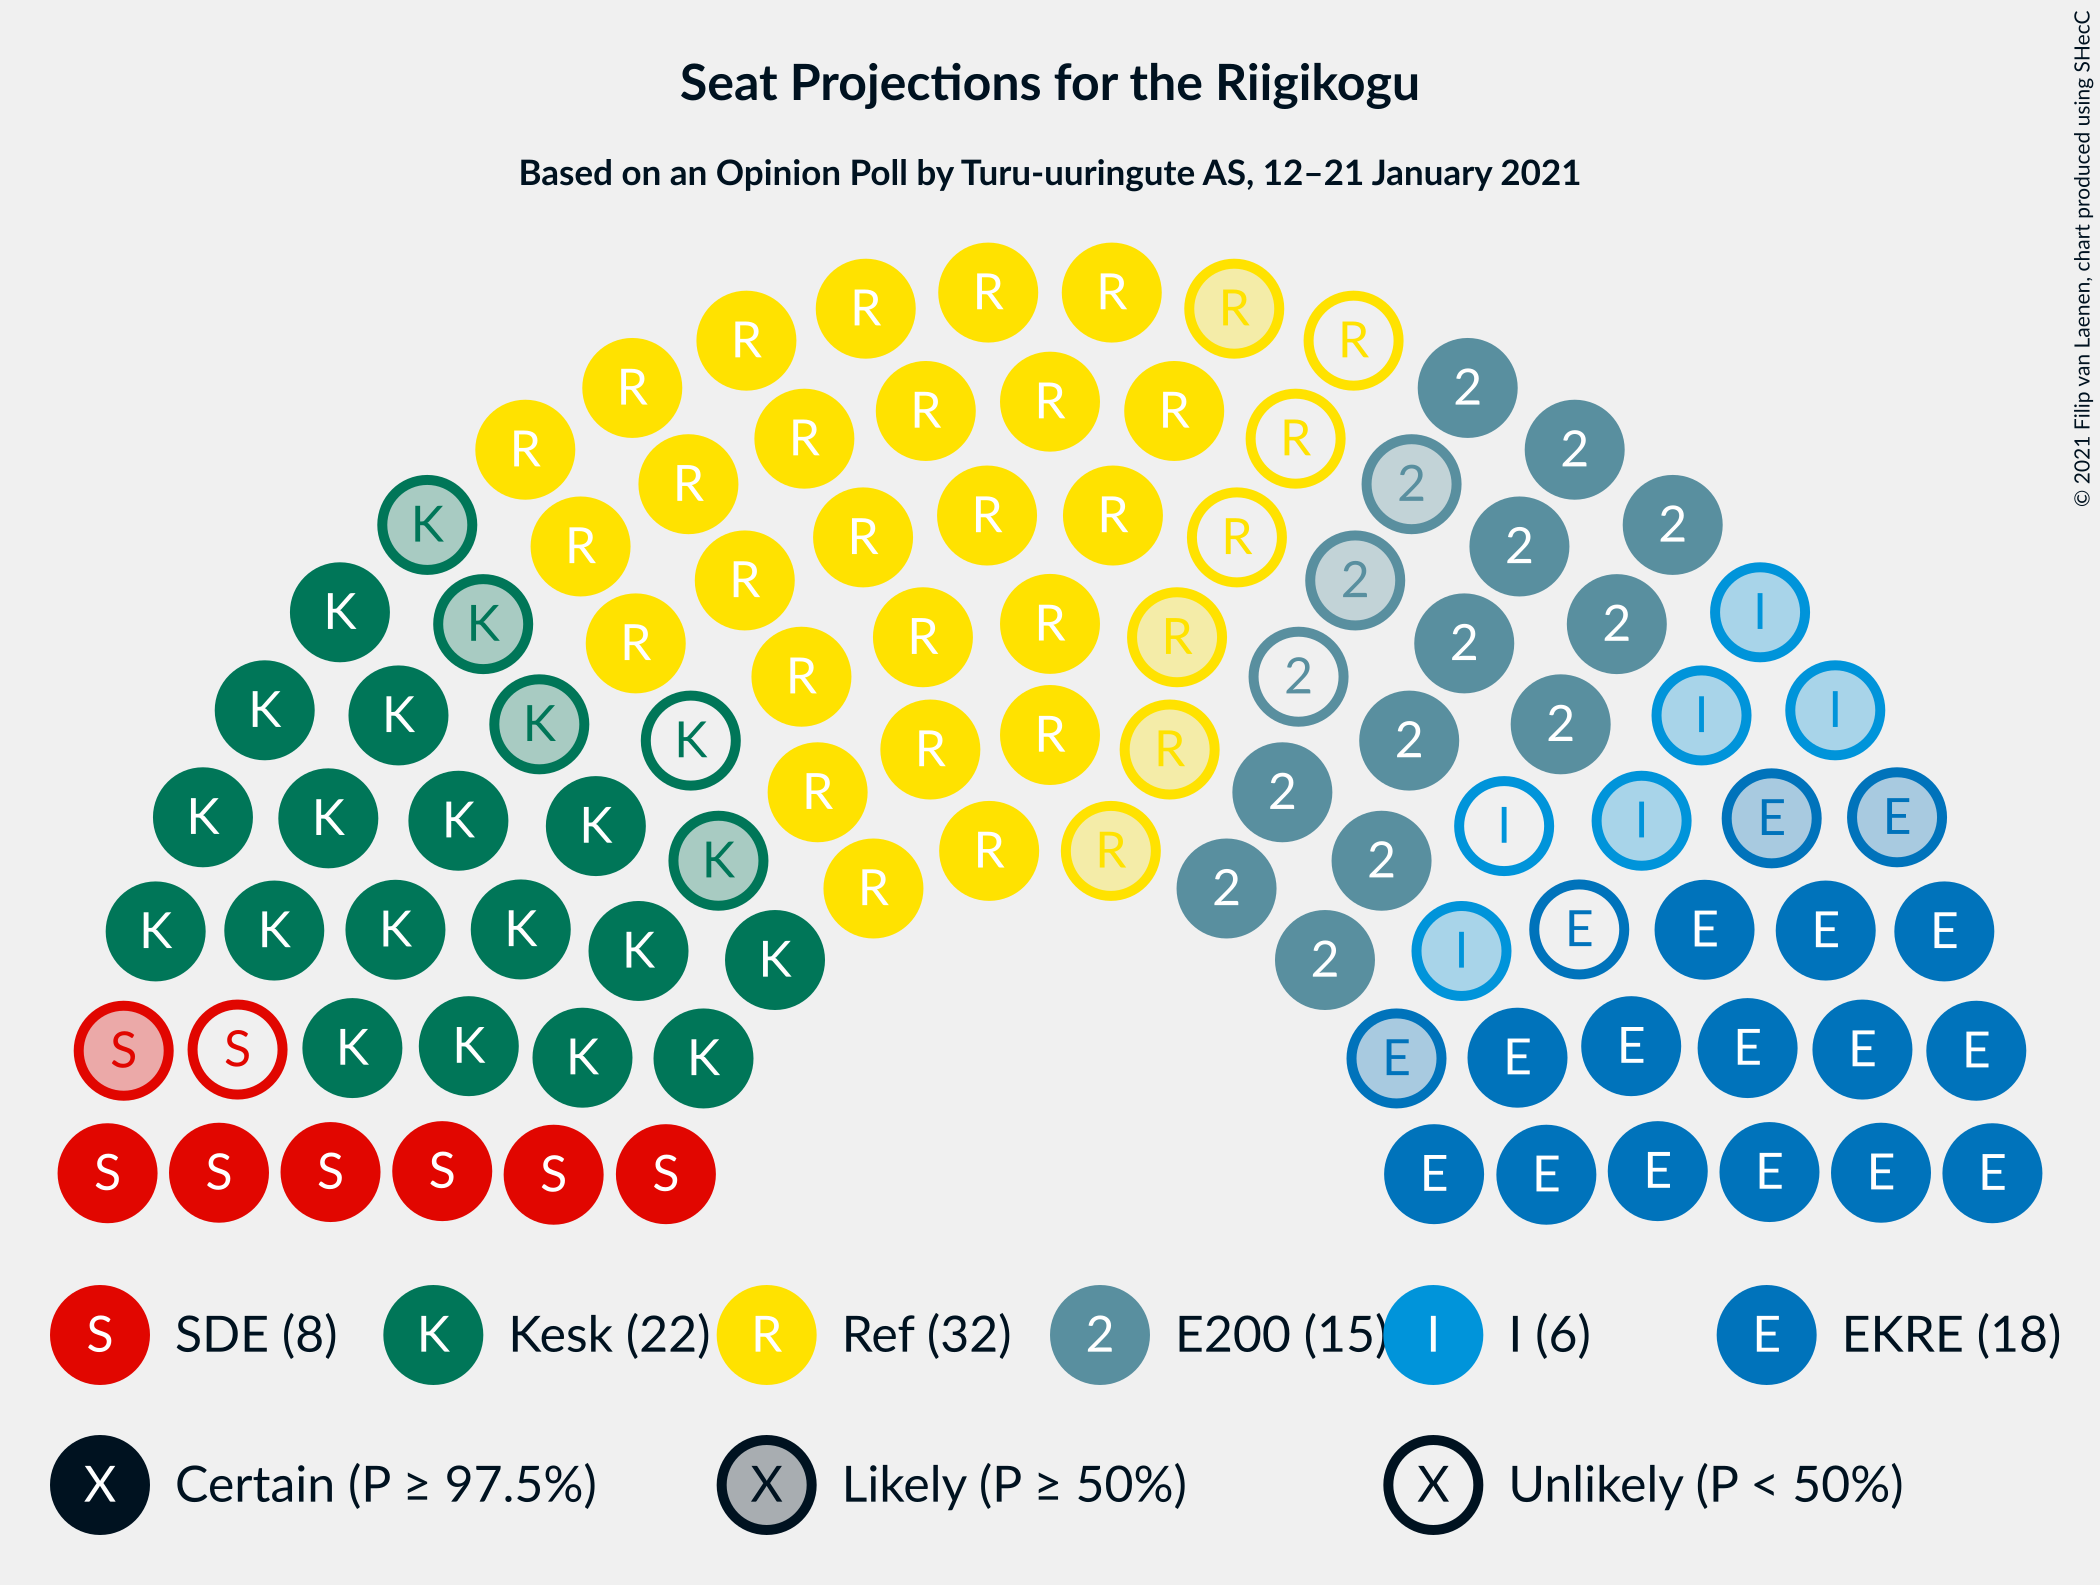 Seat Projections for the Riigikogu
Based on an Opinion Poll by Turu-uuringute AS, 12–21 January 2021
© 2021 Filip van Laenen, chart produced using SHecC
R R R R
R R R R
R R R R R 2
R R 2 2
K R R R R R 2
R R R 2 2
K K R R R 2 2 I
R R R 2
K K K K R R 2 2 2 I I
R R R
K K K K K R 2 I I E E
K R R R 2 2
K K K K K K 2 I E E E E
S S K K K K E E E E E E
S S S S S S E E E E E E
S SDE (8) K Kesk (22) R Ref (32) 2 E200 (15) I I (6) E EKRE (18)
X Certain (P ≥ 97.5%) X Likely (P ≥ 50%) X Unlikely (P < 50%)